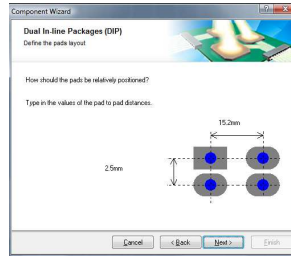 Component Wizard
Dual In-line Packages (DIP)
Define the pads layout
How should the pads be relatively positioned?
Type in the values of the pad to pad distances.
15.2mm
2.5mm
Cancel
< Back
Next >
Finish